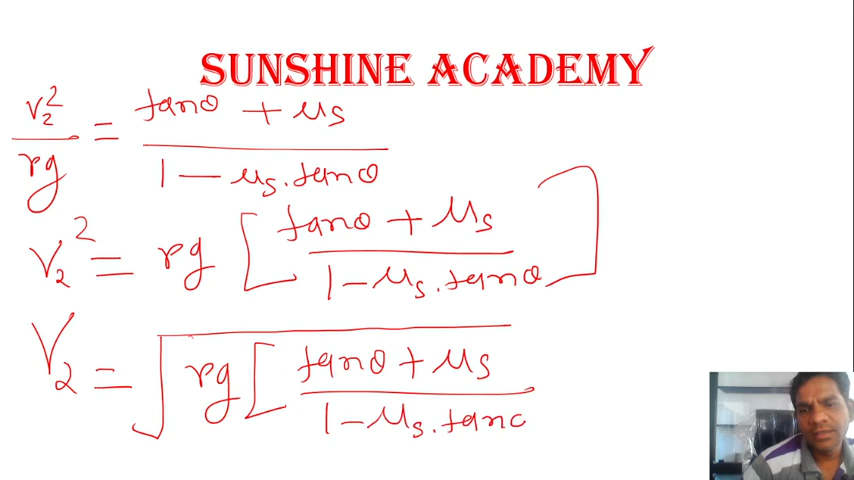 SUNSHINE ACADEMY
v₂²/rg = tanθ + μs / 1 - μs.tanθ
V₂² = rg [tanθ + μs / 1 - μs.tanθ]
V₂ = √rg [tanθ + μs / 1 - μs.tanθ